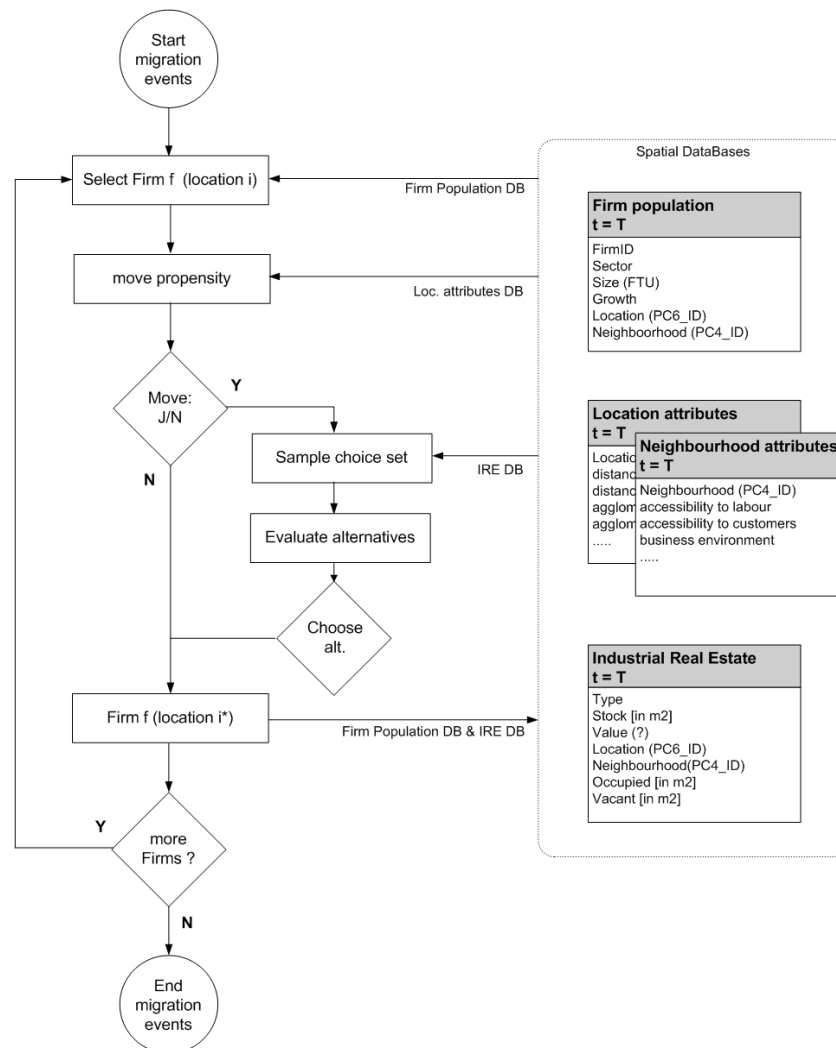 Start
migration
events
Spatial DataBases
Select Firm f (location i)
Firm Population DB
Firm population
t = T
FirmID
Sector
Size (FTU)
Growth
Location (PC6_ID)
Neighboorhood (PC4_ID)
move propensity
Loc. attributes DB
Move:
J/N
Y
N
Sample choice set
IRE DB
Evaluate alternatives
Choose
alt.
Location attributes
t = T
Neighbourhood attributes
t = T
Neighbourhood (PC4_ID)
accessibility to labour
accessibility to customers
business environment
.....
.....
Firm f (location i*)
Firm Population DB & IRE DB
Industrial Real Estate
t = T
Type
Stock [in m2]
Value (?)
Location (PC6_ID)
Neighbourhood(PC4_ID)
Occupied [in m2]
Vacant [in m2]
Y
more
Firms ?
N
End
migration
events